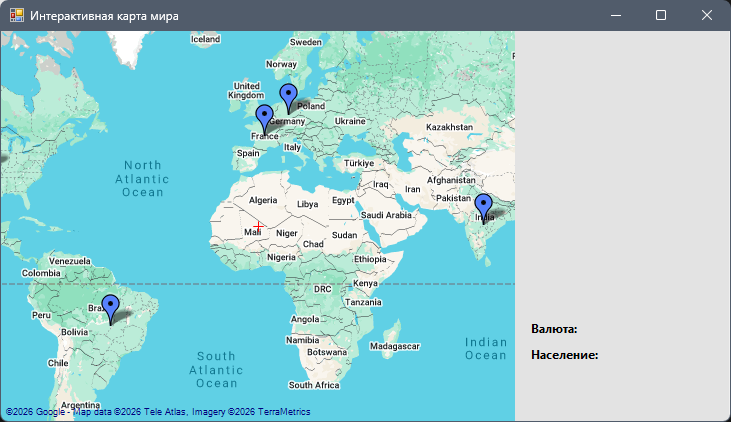 Интерактивная карта мира
Iceland
Sweden
Norway
United
Kingdom
Poland
Germany
Ukraine
France
Kazakhstan
Spain
Italy
Türkiye
North
Atlantic
Ocean
Afghanistan
Iraq
Iran
Pakistan
Algeria
Libya
Egypt
Saudi Arabia
India
Mali
Niger
Sudan
Chad
Nigeria
Ethiopia
Venezuela
Colombia
Kenya
DRC
Tanzania
Peru
Braz
Angola
Bolivia
Валюта:
Namibia
Botswana
Madagascar
Indian
Ocean
South
Atlantic
Ocean
Население:
Chile
South Africa
Argentina
©2026 Google - Map data ©2026 Tele Atlas, Imagery ©2026 TerraMetrics